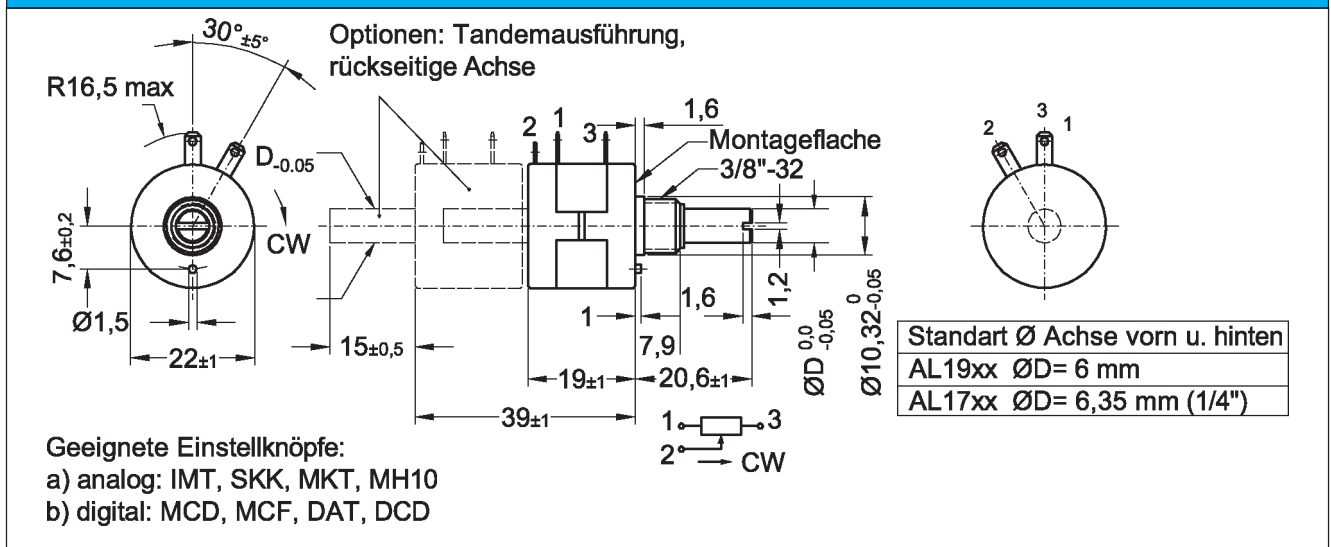 30°±5°
Optionen: Tandemausführung,
rückseitige Achse
R16,5 max
D-0.05
2 1 3
1,6
Montageflache
3/8"-32
CW
7,6±0,2
Ø1,5
22±1
15±0,5
19±1
39±1
1
7,9
20,6±1
1,6
1,2
ØD 0,0 -0,05
Ø10,32 0 -0,05
2 3 1
Standart Ø Achse vorn u. hinten
AL19xx ØD= 6 mm
AL17xx ØD= 6,35 mm (1/4")
1 3
2 CW
Geeignete Einstellknöpfe:
a) analog: IMT, SKK, MKT, MH10
b) digital: MCD, MCF, DAT, DCD